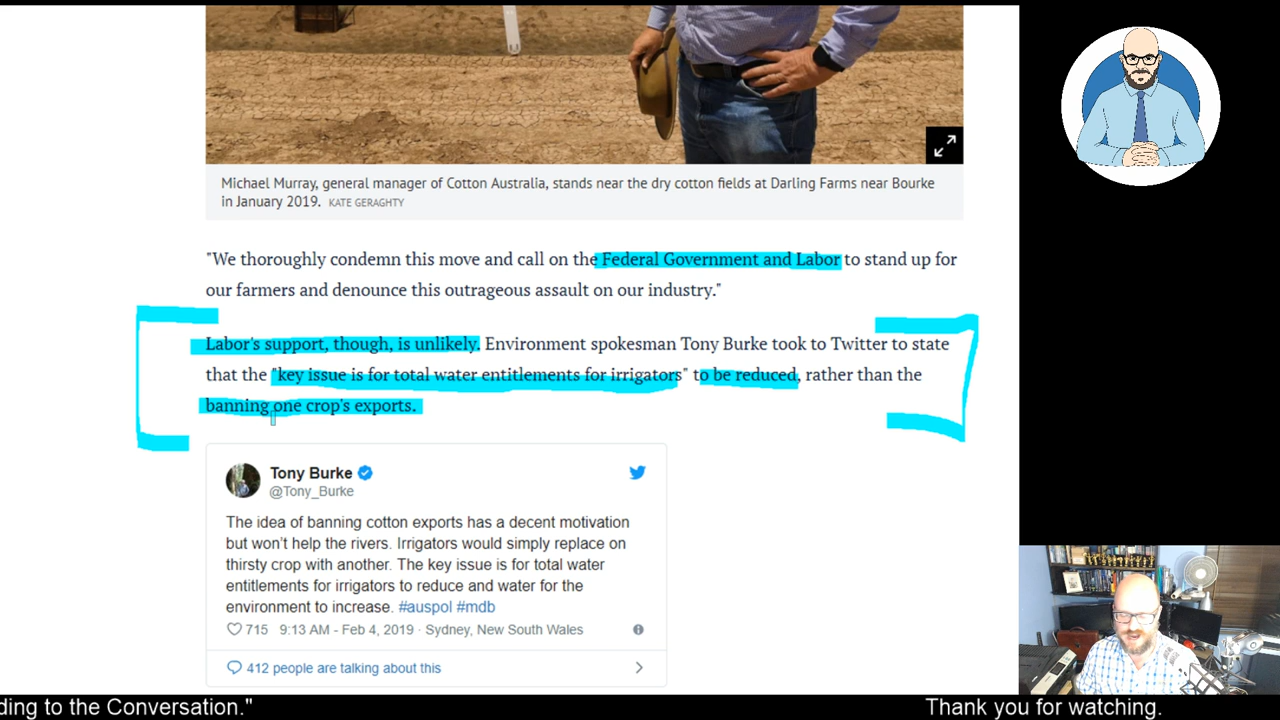 Michael Murray, general manager of Cotton Australia, stands near the dry cotton fields at Darling Farms near Bourke
in January 2019. KATE GERAGHTY
"We thoroughly condemn this move and call on the Federal Government and Labor to stand up for
our farmers and denounce this outrageous assault on our industry."
Labor's support, though, is unlikely. Environment spokesman Tony Burke took to Twitter to state
that the "key issue is for total water entitlements for irrigators" to be reduced, rather than the
banning one crop's exports.
Tony Burke
@Tony_Burke
The idea of banning cotton exports has a decent motivation
but won't help the rivers. Irrigators would simply replace on
thirsty crop with another. The key issue is for total water
entitlements for irrigators to reduce and water for the
environment to increase. #auspol #mdb
715 9:13 AM - Feb 4, 2019 · Sydney, New South Wales
412 people are talking about this
ding to the Conversation." Thank you for watching.